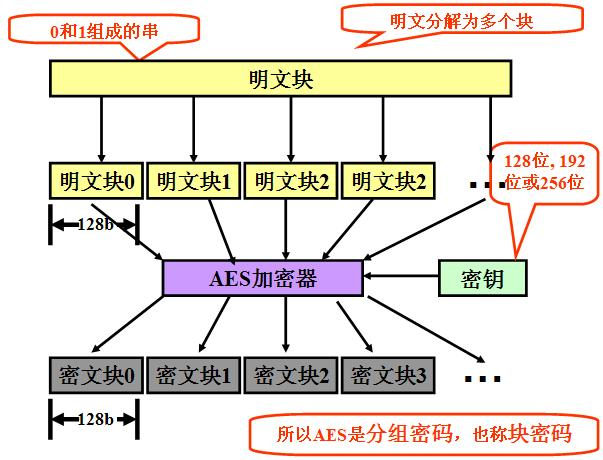 0和1组成的串
明文分解为多个块
明文块
128位, 192
位或256位
明文块0
明文块1
明文块2
明文块2
...
128b
AES加密器
密钥
密文块0
密文块1
密文块2
密文块3
...
128b
所以AES是分组密码，也称块密码